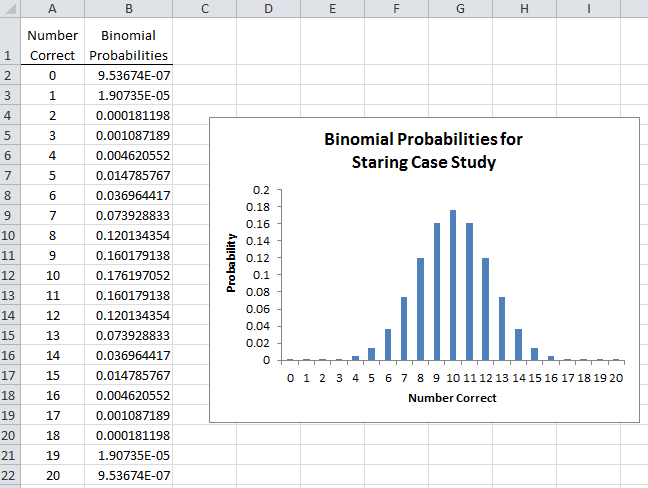 A B C D E F G H I
Number Binomial
1 Correct Probabilities
2 0 9.53674E-07
3 1 1.90735E-05
4 2 0.000181198
5 3 0.001087189
6 4 0.004620552
7 5 0.014785767
8 6 0.036964417
9 7 0.073928833
10 8 0.120134354
11 9 0.160179138
12 10 0.176197052
13 11 0.160179138
14 12 0.120134354
15 13 0.073928833
16 14 0.036964417
17 15 0.014785767
18 16 0.004620552
19 17 0.001087189
20 18 0.000181198
21 19 1.90735E-05
22 20 9.53674E-07
Binomial Probabilities for
Staring Case Study
Probability
0.2
0.18
0.16
0.14
0.12
0.1
0.08
0.06
0.04
0.02
0
0 1 2 3 4 5 6 7 8 9 10 11 12 13 14 15 16 17 18 19 20
Number Correct